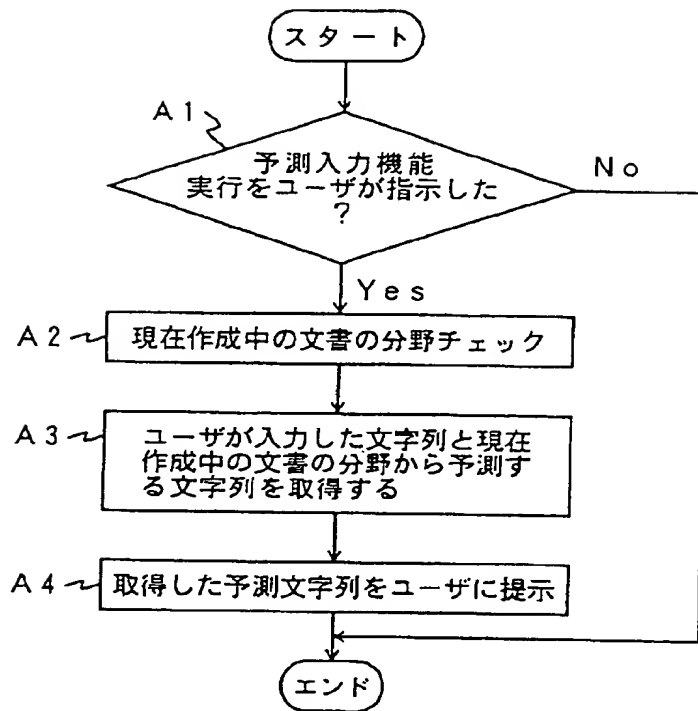 スタート
A1
予測入力機能
実行をユーザが指示した
?
No
Yes
A2
現在作成中の文書の分野チェック
A3
ユーザが入力した文字列と現在
作成中の文書の分野から予測す
る文字列を取得する
A4
取得した予測文字列をユーザに提示
エンド